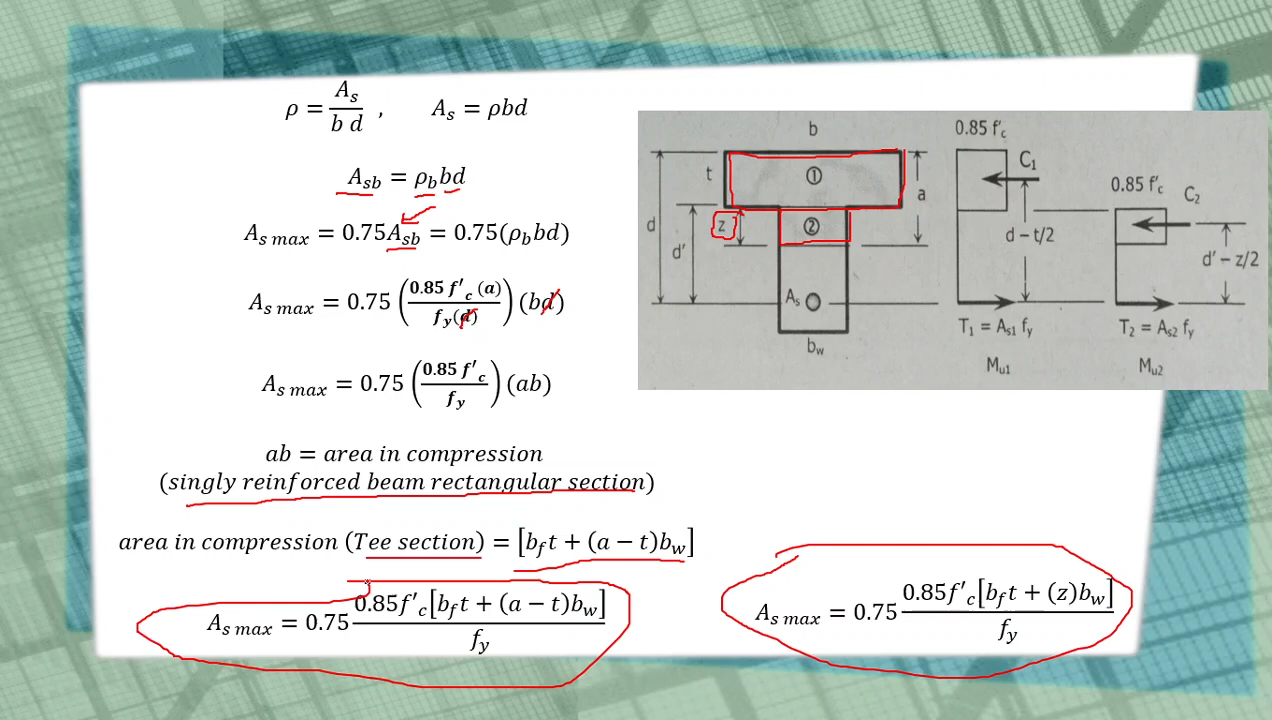 ρ = A_s / b d , A_s = ρbd
A_sb = ρ_b bd
A_s max = 0.75A_sb = 0.75(ρ_b bd)
A_s max = 0.75 (0.85 f'_c (a) / f_y(d)) (bd)
A_s max = 0.75 (0.85 f'_c / f_y) (ab)
ab = area in compression
(singly reinforced beam rectangular section)
area in compression (Tee section) = [b_f t + (a − t)b_w]
A_s max = 0.75 0.85f'_c[b_f t + (a − t)b_w] / f_y
A_s max = 0.75 0.85f'_c[b_f t + (z)b_w] / f_y
b
t
①
a
z
②
d
d'
A_s
b_w
0.85 f'_c
C_1
d – t/2
T_1 = A_s1 f_y
M_u1
0.85 f'_c
C_2
d' – z/2
T_2 = A_s2 f_y
M_u2